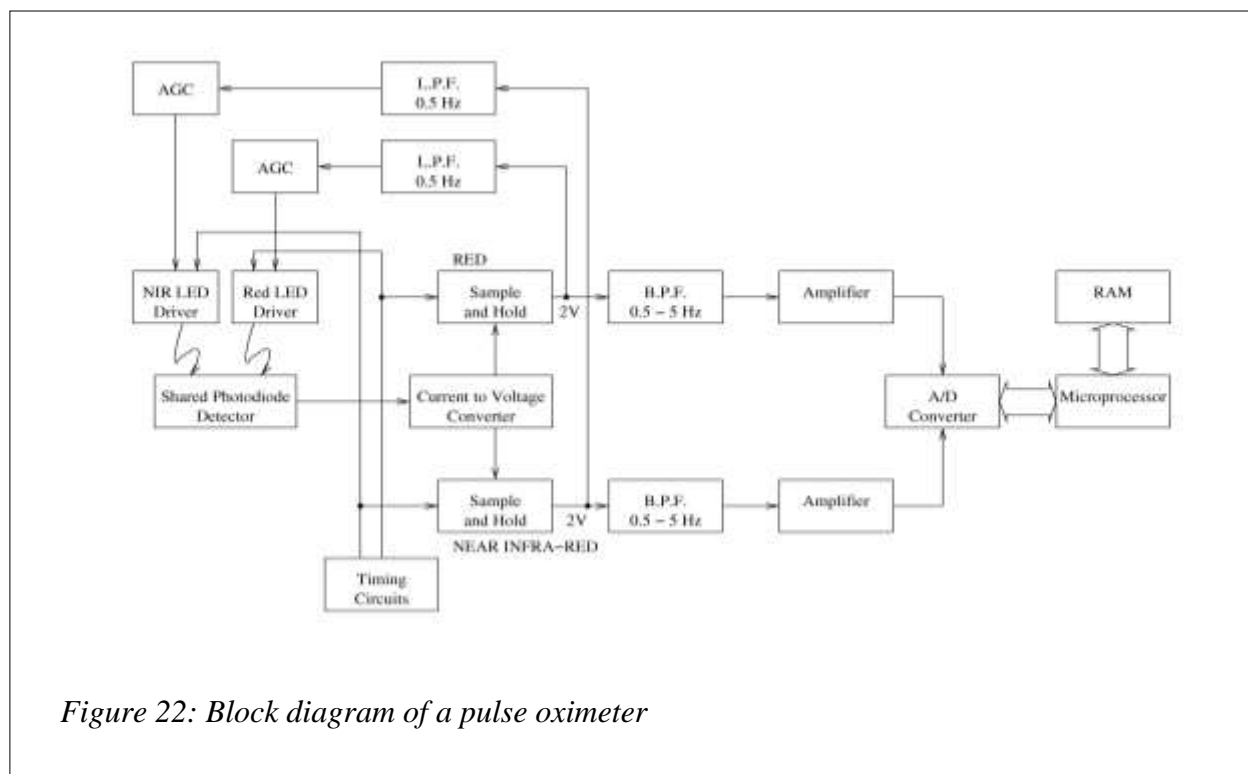 AGC
L.P.F.
0.5 Hz
AGC
L.P.F.
0.5 Hz
RED
NIR LED
Driver
Red LED
Driver
Sample
and Hold
2V
B.P.F.
0.5 − 5 Hz
Amplifier
RAM
Shared Photodiode
Detector
Current to Voltage
Converter
A/D
Converter
Microprocessor
Sample
and Hold
2V
B.P.F.
0.5 − 5 Hz
Amplifier
NEAR INFRA−RED
Timing
Circuits
Figure 22: Block diagram of a pulse oximeter